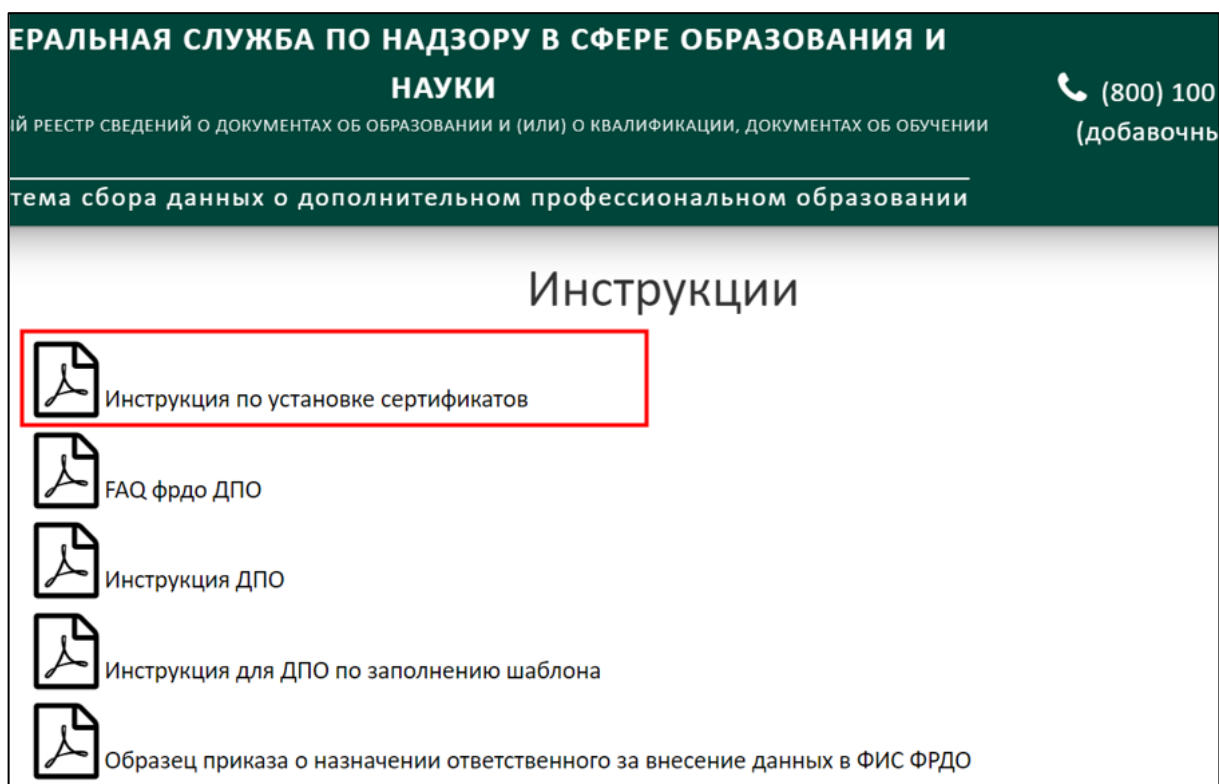 ЕРАЛЬНАЯ СЛУЖБА ПО НАДЗОРУ В СФЕРЕ ОБРАЗОВАНИЯ И
НАУКИ
ИЙ РЕЕСТР СВЕДЕНИЙ О ДОКУМЕНТАХ ОБ ОБРАЗОВАНИИ И (ИЛИ) О КВАЛИФИКАЦИИ, ДОКУМЕНТАХ ОБ ОБУЧЕНИИ
(800) 100
(добавочнь
тема сбора данных о дополнительном профессиональном образовании
Инструкции
Инструкция по установке сертификатов
FAQ фрдо ДПО
Инструкция ДПО
Инструкция для ДПО по заполнению шаблона
Образец приказа о назначении ответственного за внесение данных в ФИС ФРДО